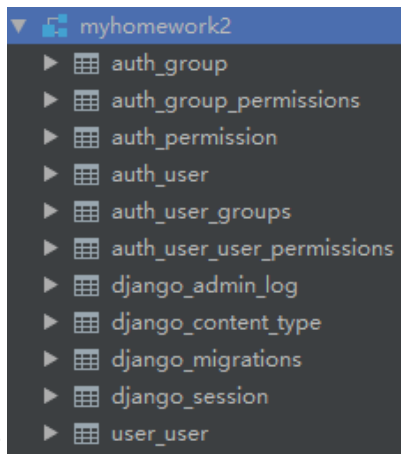 myhomework2
auth_group
auth_group_permissions
auth_permission
auth_user
auth_user_groups
auth_user_user_permissions
django_admin_log
django_content_type
django_migrations
django_session
user_user